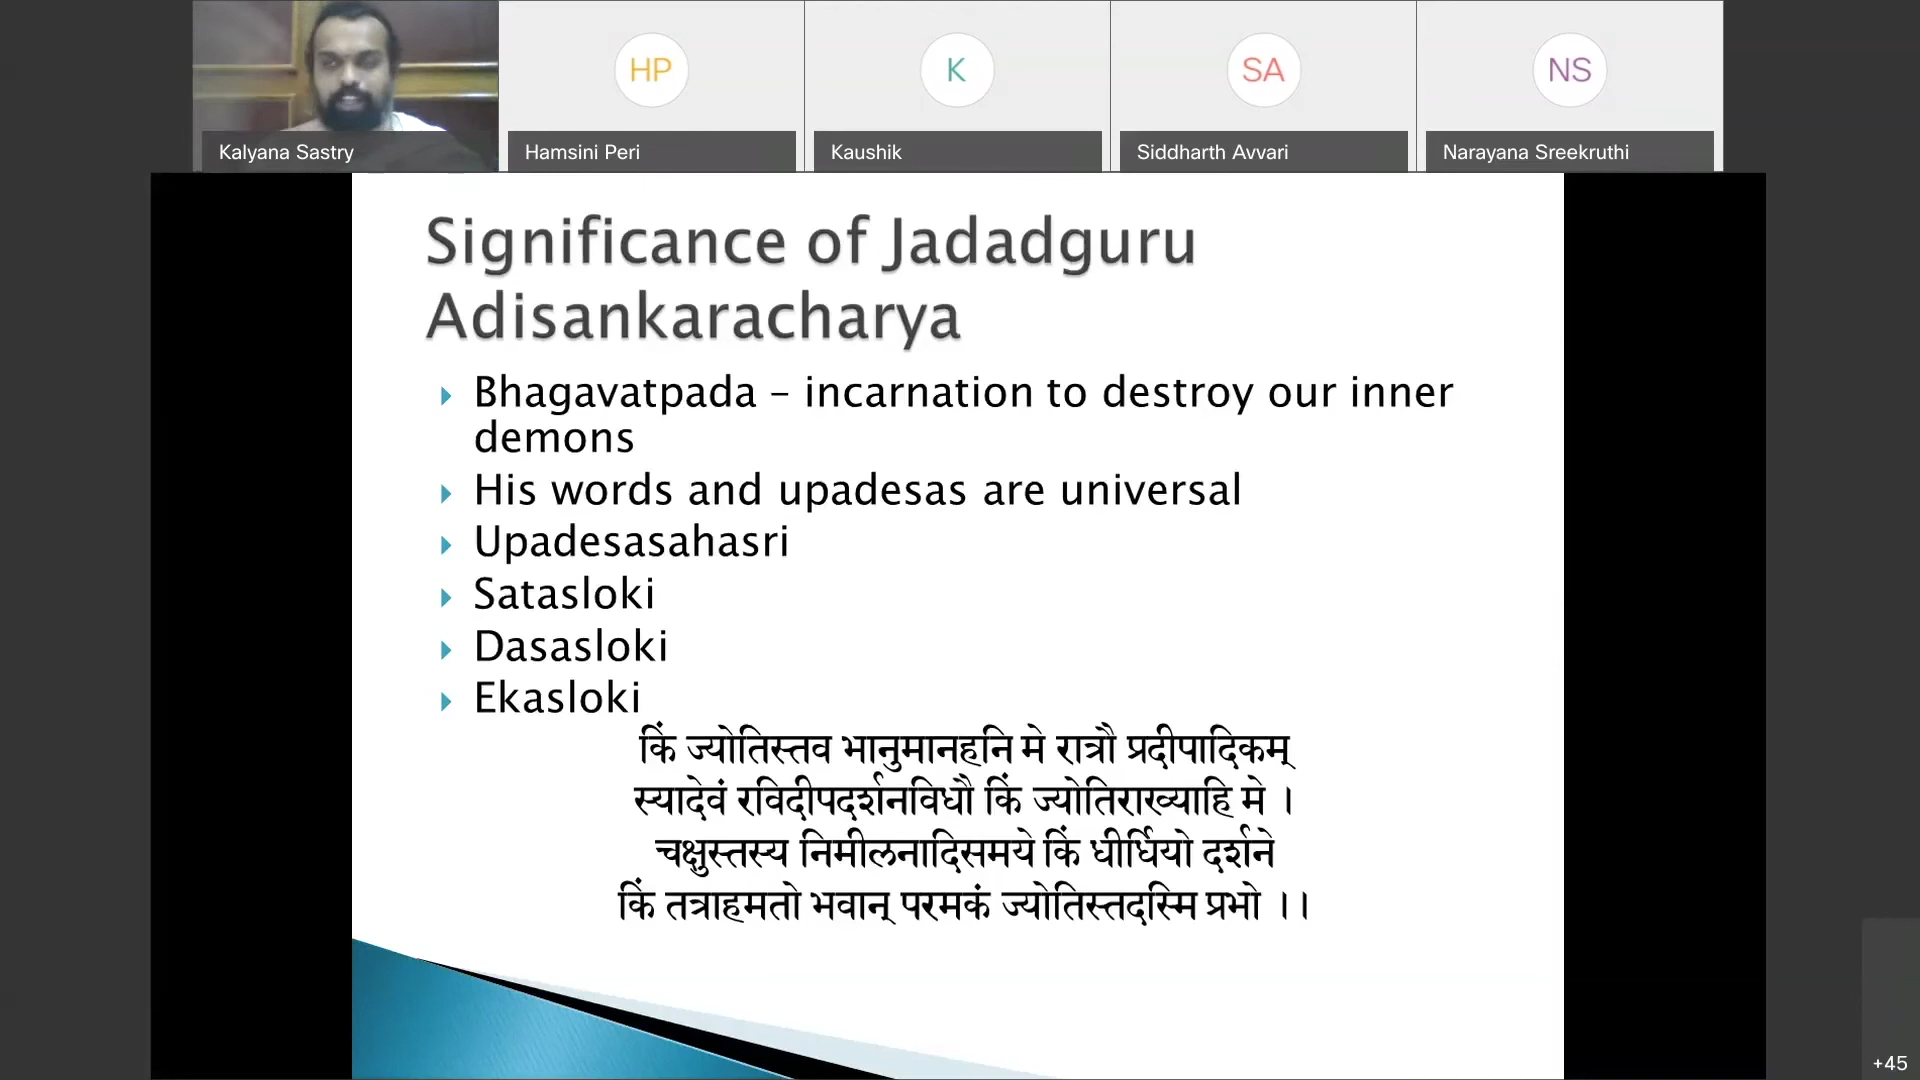 HP
K
SA
NS
Kalyana Sastry
Hamsini Peri
Kaushik
Siddharth Avvari
Narayana Sreekruthi
Significance of Jadadguru
Adisankaracharya
Bhagavatpada – incarnation to destroy our inner
demons
His words and upadesas are universal
Upadesasahasri
Satasloki
Dasasloki
Ekasloki
किं ज्योतिस्तव भानुमानहनि मे रात्रौ प्रदीपादिकम्
स्यादेवं रविदीपदर्शनविधौ किं ज्योतिराख्याहि मे ।
चक्षुस्तस्य निमीलनादिसमये किं धीर्धियो दर्शने
किं तत्राहमतो भवान् परमकं ज्योतिस्तदस्मि प्रभो ।।
+45